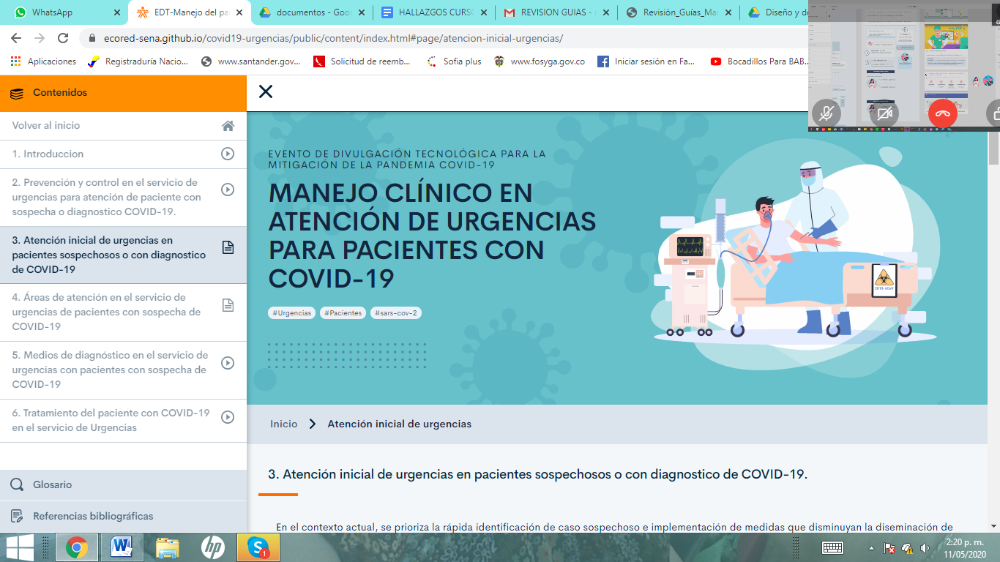 WhatsApp
EDT-Manejo del pa
documentos - Goo
HALLAZGOS CURSO
REVISION GUIAS - r
Revisión_Guías_Ma
Diseño y de
ecored-sena.github.io/covid19-urgencias/public/content/index.html#pag_atencion-inicial-urgencias/
Aplicaciones
Registraduría Nacio...
www.santander.gov...
Solicitud de reemb...
Sofia plus
www.fosyga.gov.co
Iniciar sesión en Fa...
Bocadillos Para BAB...
Contenidos
Volver al inicio
1. Introduccion
2. Prevención y control en el servicio de
urgencias para atención de paciente con
sospecha o diagnostico COVID-19.
3. Atención inicial de urgencias en
pacientes sospechosos o con diagnostico
de COVID-19
4. Áreas de atención en el servicio de
urgencias de pacientes con sospecha de
COVID-19
5. Medios de diagnóstico en el servicio de
urgencias con pacientes con sospecha de
COVID-19
6. Tratamiento del paciente con COVID-19
en el servicio de Urgencias
Glosario
Referencias bibliográficas
EVENTO DE DIVULGACIÓN TECNOLÓGICA PARA LA
MITIGACIÓN DE LA PANDEMIA COVID-19
MANEJO CLÍNICO EN
ATENCIÓN DE URGENCIAS
PARA PACIENTES CON
COVID-19
#Urgencias #Pacientes #sars-cov-2
2019-nCoV
Inicio Atención inicial de urgencias
3. Atención inicial de urgencias en pacientes sospechosos o con diagnostico de COVID-19.
En el contexto actual, se prioriza la rápida identificación de caso sospechoso e implementación de medidas que disminuyan la diseminación de
1
2:20 p. m.
11/05/2020